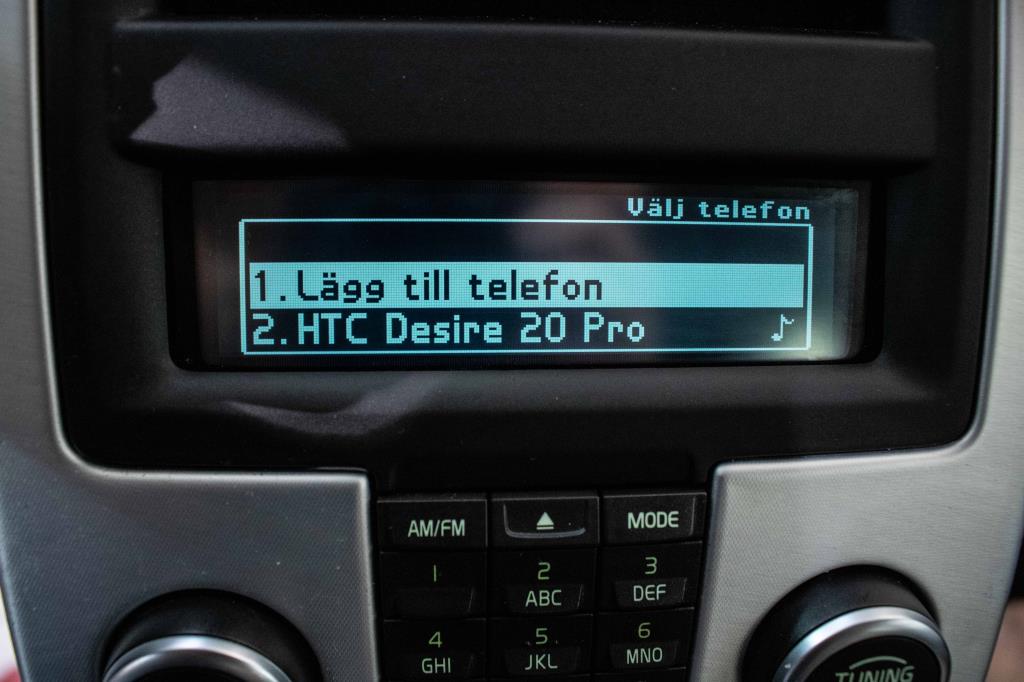 Välj telefon
1. Lägg till telefon
2. HTC Desire 20 Pro
AM/FM
MODE
1
2
3
ABC
DEF
4
5
6
GHI
JKL
MNO
TUNING